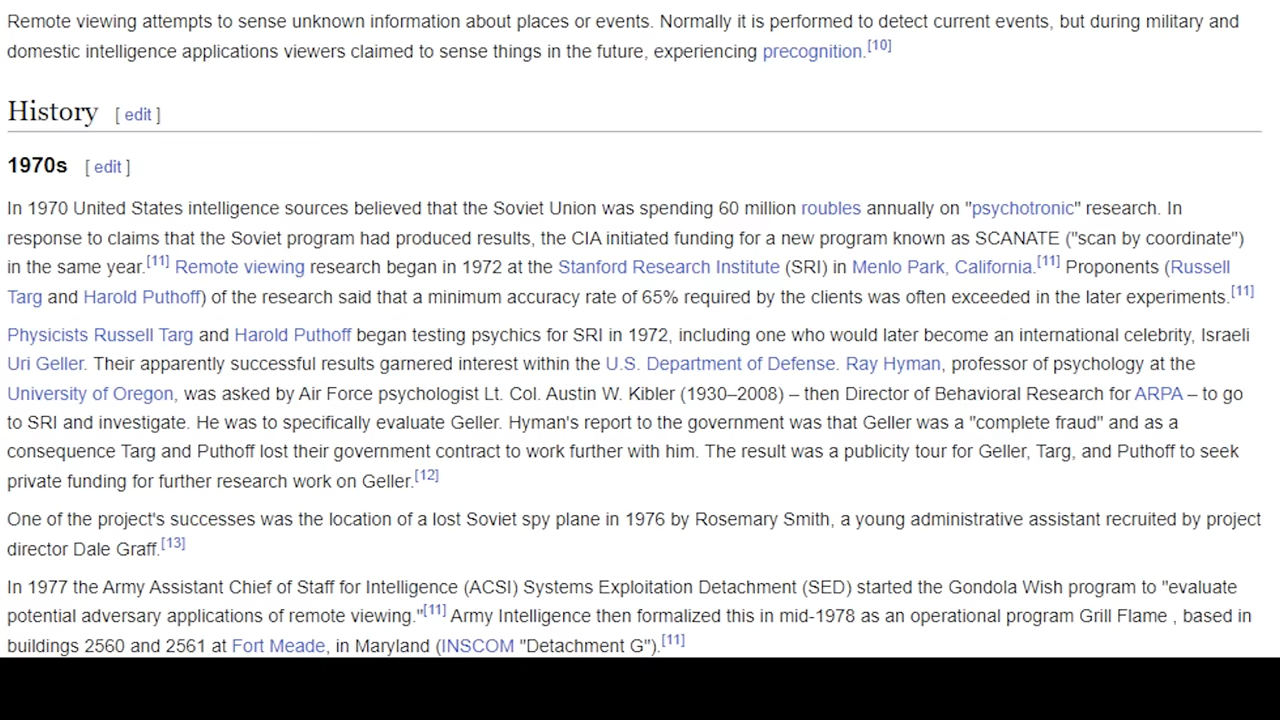 Remote viewing attempts to sense unknown information about places or events. Normally it is performed to detect current events, but during military and
domestic intelligence applications viewers claimed to sense things in the future, experiencing precognition.[10]
History [ edit ]
1970s [ edit ]
In 1970 United States intelligence sources believed that the Soviet Union was spending 60 million roubles annually on "psychotronic" research. In
response to claims that the Soviet program had produced results, the CIA initiated funding for a new program known as SCANATE ("scan by coordinate")
in the same year.[11] Remote viewing research began in 1972 at the Stanford Research Institute (SRI) in Menlo Park, California.[11] Proponents (Russell
Targ and Harold Puthoff) of the research said that a minimum accuracy rate of 65% required by the clients was often exceeded in the later experiments.[11]
Physicists Russell Targ and Harold Puthoff began testing psychics for SRI in 1972, including one who would later become an international celebrity, Israeli
Uri Geller. Their apparently successful results garnered interest within the U.S. Department of Defense. Ray Hyman, professor of psychology at the
University of Oregon, was asked by Air Force psychologist Lt. Col. Austin W. Kibler (1930–2008) – then Director of Behavioral Research for ARPA – to go
to SRI and investigate. He was to specifically evaluate Geller. Hyman's report to the government was that Geller was a "complete fraud" and as a
consequence Targ and Puthoff lost their government contract to work further with him. The result was a publicity tour for Geller, Targ, and Puthoff to seek
private funding for further research work on Geller.[12]
One of the project's successes was the location of a lost Soviet spy plane in 1976 by Rosemary Smith, a young administrative assistant recruited by project
director Dale Graff.[13]
In 1977 the Army Assistant Chief of Staff for Intelligence (ACSI) Systems Exploitation Detachment (SED) started the Gondola Wish program to "evaluate
potential adversary applications of remote viewing."[11] Army Intelligence then formalized this in mid-1978 as an operational program Grill Flame , based in
buildings 2560 and 2561 at Fort Meade, in Maryland (INSCOM "Detachment G").[11]